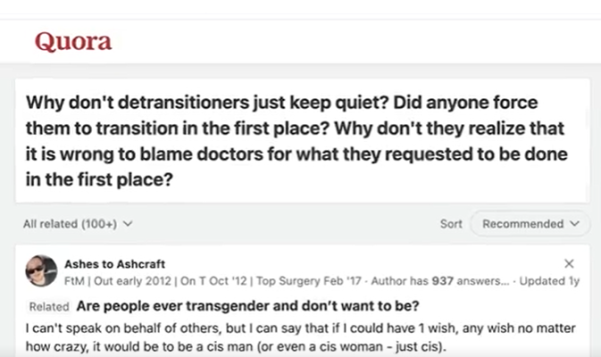 Quora
Why don't detransitioners just keep quiet? Did anyone force
them to transition in the first place? Why don't they realize that
it is wrong to blame doctors for what they requested to be done
in the first place?
All related (100+)
Sort Recommended
Ashes to Ashcraft
FtM | Out early 2012 | On T Oct '12 | Top Surgery Feb '17 · Author has 937 answers... · Updated 1y
Related Are people ever transgender and don't want to be?
I can't speak on behalf of others, but I can say that if I could have 1 wish, any wish no matter
how crazy, it would be to be a cis man (or even a cis woman - just cis).